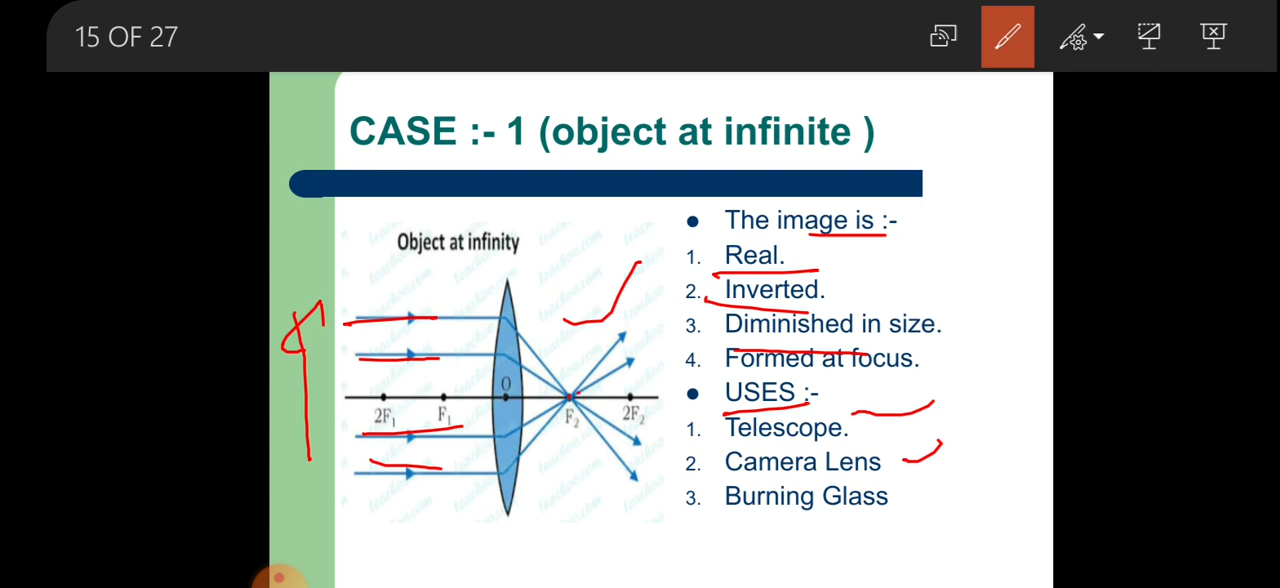 15 OF 27
CASE :- 1 (object at infinite )
Object at infinity
O
2F₁
F₁
F₂
2F₂
● The image is :-
1. Real.
2. Inverted.
3. Diminished in size.
4. Formed at focus.
● USES :-
1. Telescope.
2. Camera Lens
3. Burning Glass
teachoo.com